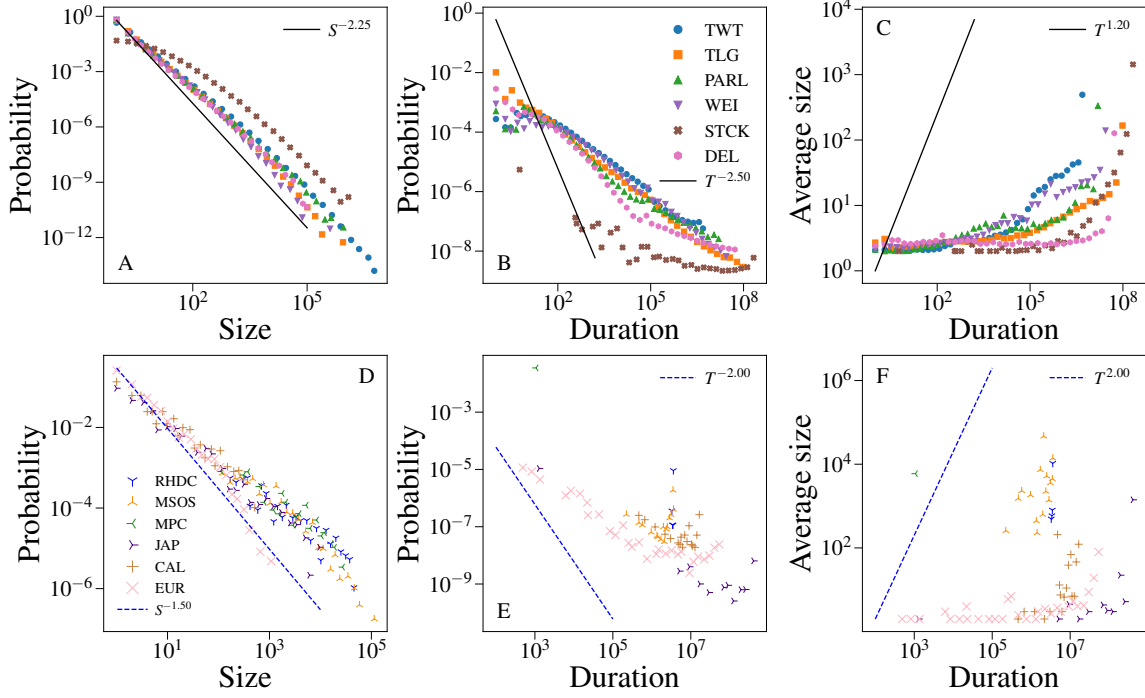 10^0
10^{-3}
10^{-6}
10^{-9}
10^{-12}
Probability
S^{-2.25}
A
10^2
10^5
Size
10^0
10^{-2}
10^{-4}
10^{-6}
10^{-8}
Probability
TWT
TLG
PARL
WEI
STCK
DEL
T^{-2.50}
B
10^2
10^5
10^8
Duration
10^4
10^3
10^2
10^1
10^0
Average size
C
T^{1.20}
10^2
10^5
10^8
Duration
10^{-2}
10^{-4}
10^{-6}
Probability
D
RHDC
MSOS
MPC
JAP
CAL
EUR
S^{-1.50}
10^1
10^3
10^5
Size
10^{-3}
10^{-5}
10^{-7}
10^{-9}
Probability
T^{-2.00}
E
10^3
10^5
10^7
Duration
10^6
10^4
10^2
Average size
F
T^{2.00}
10^3
10^5
10^7
Duration